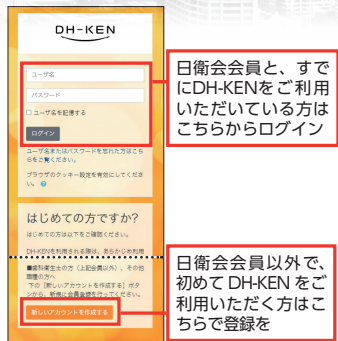 DH-KEN
ユーザ名
パスワード
ユーザ名を記憶する
ログイン
ユーザ名またはパスワードを忘れた方はこち
らをご覧ください。
ブラウザのクッキー設定を有効にしてくださ
い。
日衛会会員と、すで
にDH-KENをご利用
いただいている方は
こちらからログイン
はじめての方ですか?
はじめての方は以下をご確認ください。
DH-KENを利用される際は、あらかじめ利用
■歯科衛生士の方（上記会員以外）、その他
職種の方へ
下の［新しいアカウントを作成する］ボタ
ンから、新規に会員登録を行ってください。
新しいアカウントを作成する
日衛会会員以外で、
初めて DH-KEN をご
利用いただく方はこ
ちらで登録を